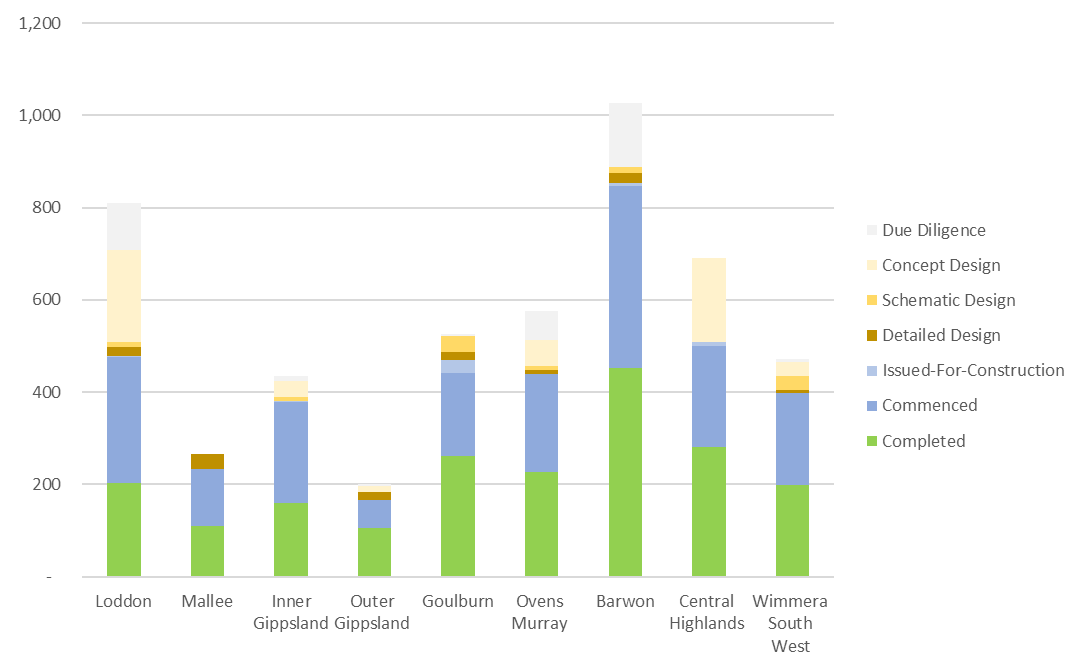 1,200
1,000
800
600
400
200
-
Loddon
Mallee
Inner
Gippsland
Outer
Gippsland
Goulburn
Ovens
Murray
Barwon
Central
Highlands
Wimmera
South
West
Due Diligence
Concept Design
Schematic Design
Detailed Design
Issued-For-Construction
Commenced
Completed